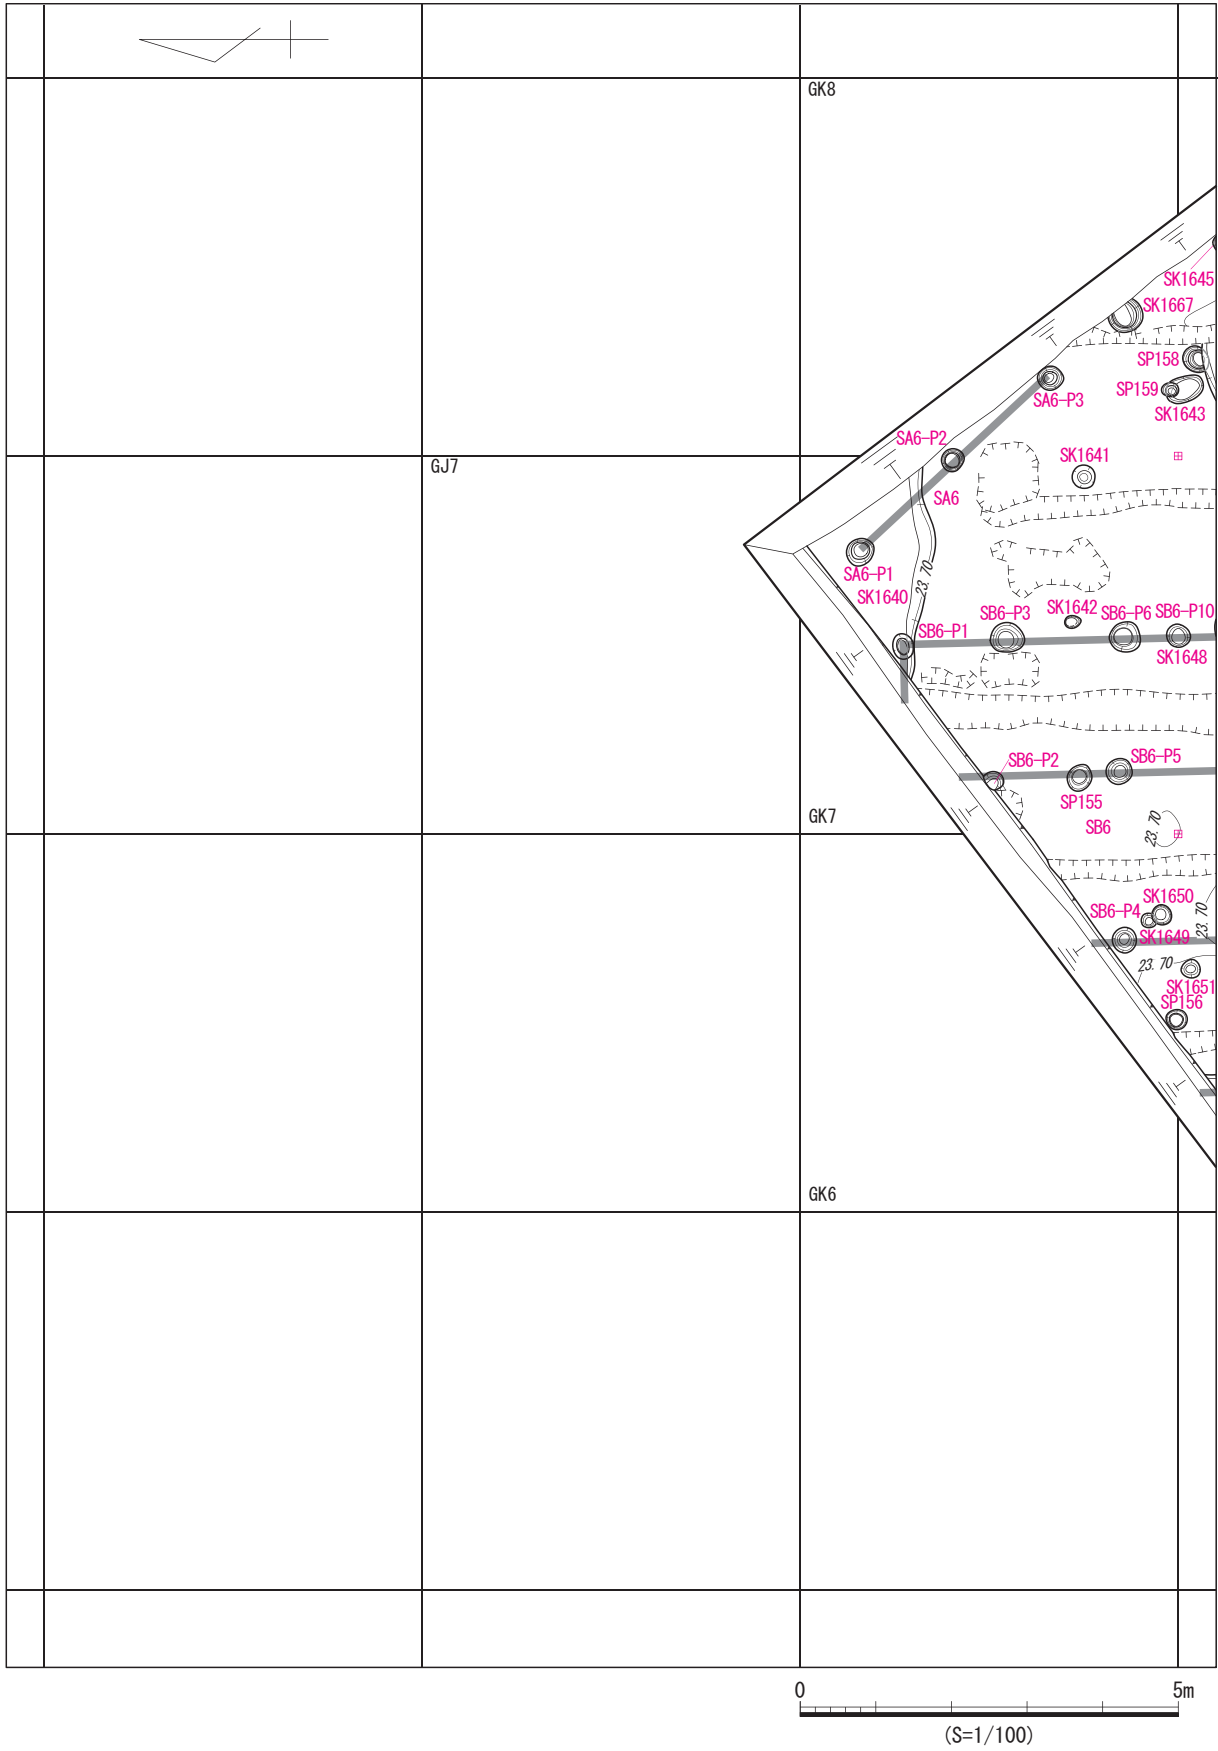 GK8
SK1645
SK1667
SP158
SP159
SA6-P3
SK1643
SA6-P2
SK1641
GJ7
SA6
SA6-P1
23.70
SK1640
SB6-P3
SK1642
SB6-P6
SB6-P10
SB6-P1
SK1648
SB6-P2
SB6-P5
SP155
GK7
SB6
23.70
SK1650
SB6-P4
23.70
SK1649
23.70
SK1651
SP156
GK6
0
5m
(S=1/100)